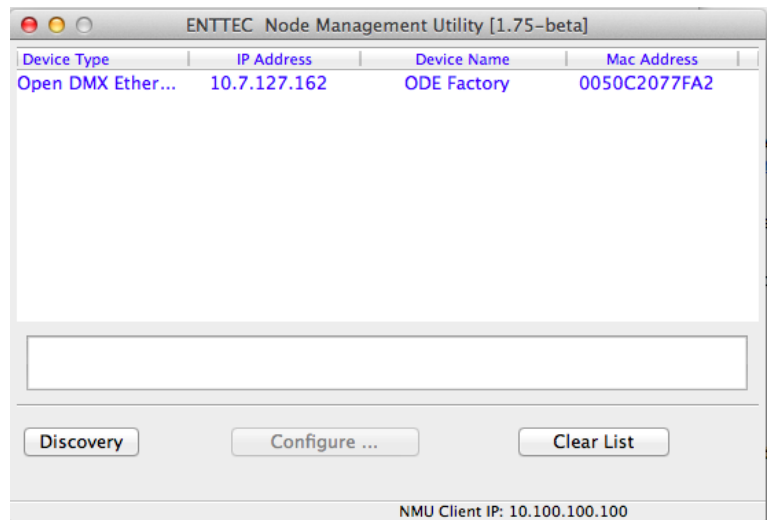 ENTTEC Node Management Utility [1.75-beta]
Device Type IP Address Device Name Mac Address
Open DMX Ether... 10.7.127.162 ODE Factory 0050C2077FA2
Discovery Configure ... Clear List
NMU Client IP: 10.100.100.100